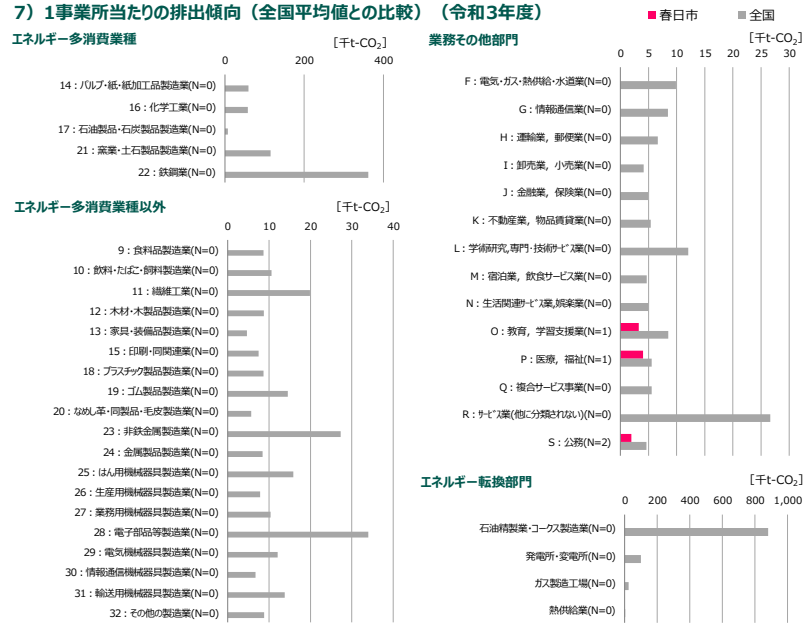 7）1事業所当たりの排出傾向（全国平均値との比較）（令和3年度）
春日市 全国
エネルギー多消費業種
[千t-CO2]
0 200 400
14：パルプ・紙・紙加工品製造業(N=0)
16：化学工業(N=0)
17：石油製品・石炭製品製造業(N=0)
21：窯業・土石製品製造業(N=0)
22：鉄鋼業(N=0)
エネルギー多消費業種以外
[千t-CO2]
0 10 20 30 40
9：食料品製造業(N=0)
10：飲料・たばこ・飼料製造業(N=0)
11：繊維工業(N=0)
12：木材・木製品製造業(N=0)
13：家具・装備品製造業(N=0)
15：印刷・同関連業(N=0)
18：プラスチック製品製造業(N=0)
19：ゴム製品製造業(N=0)
20：なめし革・同製品・毛皮製造業(N=0)
23：非鉄金属製造業(N=0)
24：金属製品製造業(N=0)
25：はん用機械器具製造業(N=0)
26：生産用機械器具製造業(N=0)
27：業務用機械器具製造業(N=0)
28：電子部品等製造業(N=0)
29：電気機械器具製造業(N=0)
30：情報通信機械器具製造業(N=0)
31：輸送用機械器具製造業(N=0)
32：その他の製造業(N=0)
業務その他部門
[千t-CO2]
0 5 10 15 20 25 30
F：電気・ガス・熱供給・水道業(N=0)
G：情報通信業(N=0)
H：運輸業，郵便業(N=0)
I：卸売業，小売業(N=0)
J：金融業，保険業(N=0)
K：不動産業，物品賃貸業(N=0)
L：学術研究,専門・技術ｻｰﾋﾞｽ業(N=0)
M：宿泊業，飲食サービス業(N=0)
N：生活関連ｻｰﾋﾞｽ業,娯楽業(N=0)
O：教育，学習支援業(N=1)
P：医療，福祉(N=1)
Q：複合サービス事業(N=0)
R：ｻｰﾋﾞｽ業(他に分類されない)(N=0)
S：公務(N=2)
エネルギー転換部門
[千t-CO2]
0 200 400 600 800 1,000
石油精製業・コークス製造業(N=0)
発電所・変電所(N=0)
ガス製造工場(N=0)
熱供給業(N=0)